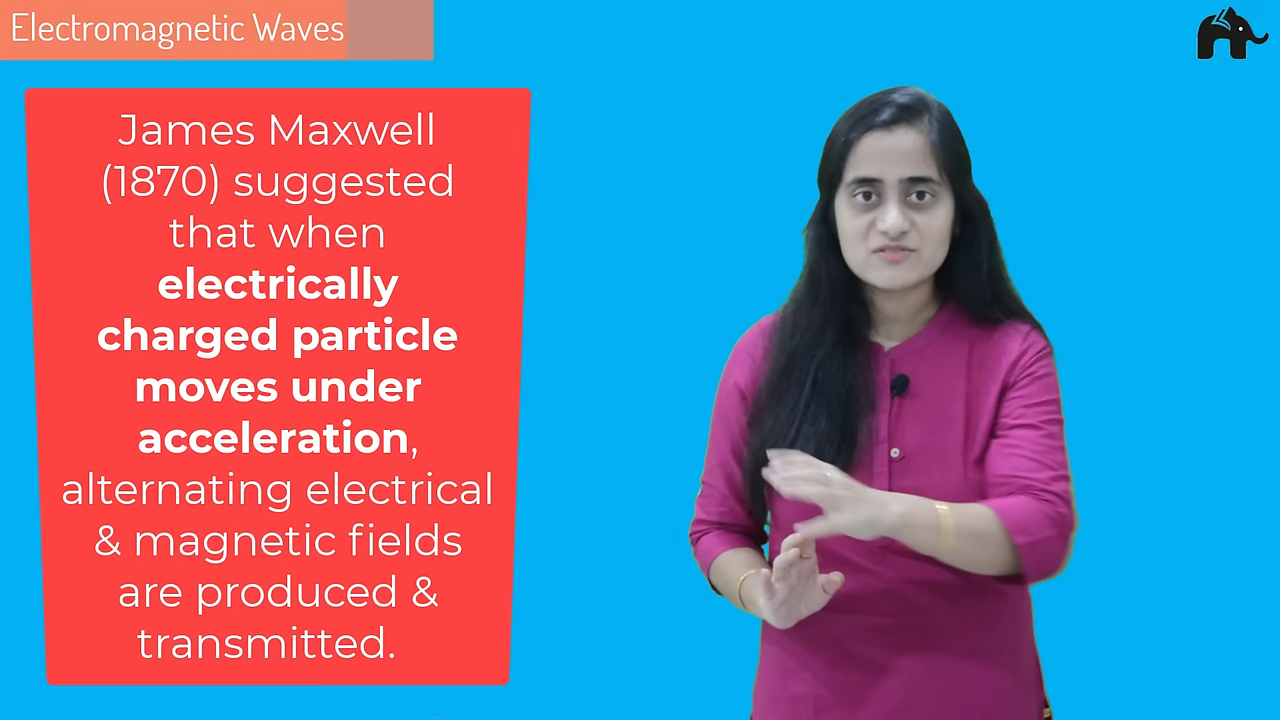 Electromagnetic Waves
James Maxwell
(1870) suggested
that when
electrically
charged particle
moves under
acceleration,
alternating electrical
& magnetic fields
are produced &
transmitted.